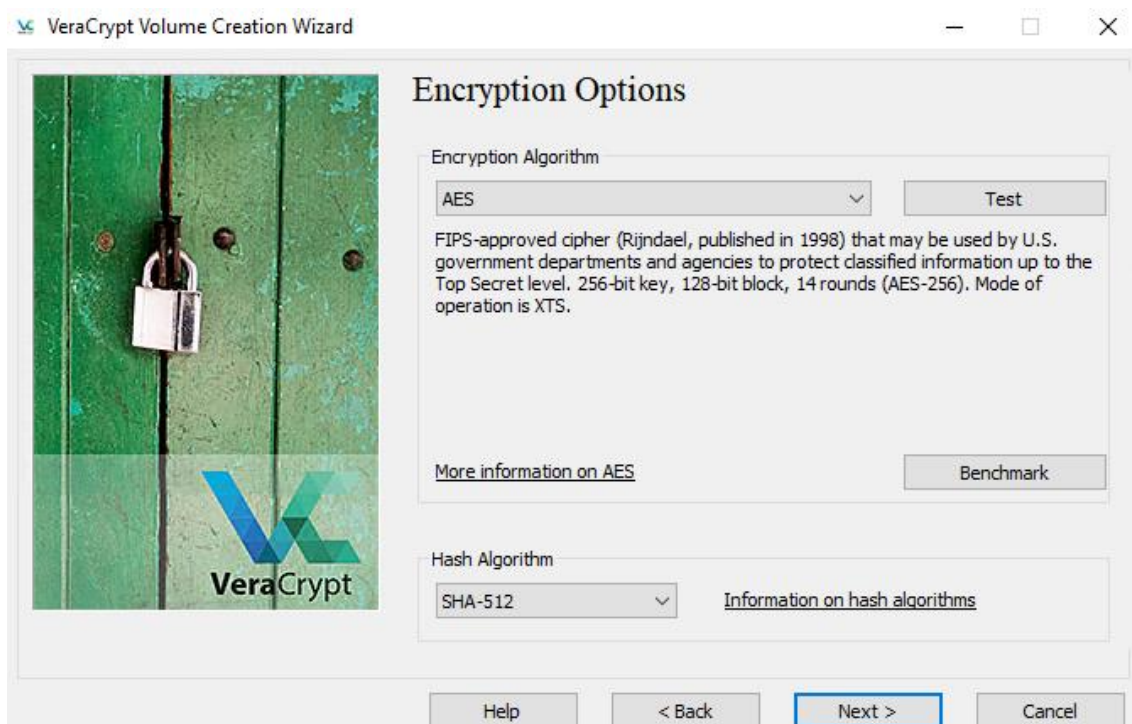 VeraCrypt Volume Creation Wizard
Encryption Options
Encryption Algorithm
AES
Test
FIPS-approved cipher (Rijndael, published in 1998) that may be used by U.S.
government departments and agencies to protect classified information up to the
Top Secret level. 256-bit key, 128-bit block, 14 rounds (AES-256). Mode of
operation is XTS.
More information on AES
Benchmark
VeraCrypt
Hash Algorithm
SHA-512
Information on hash algorithms
Help
< Back
Next >
Cancel